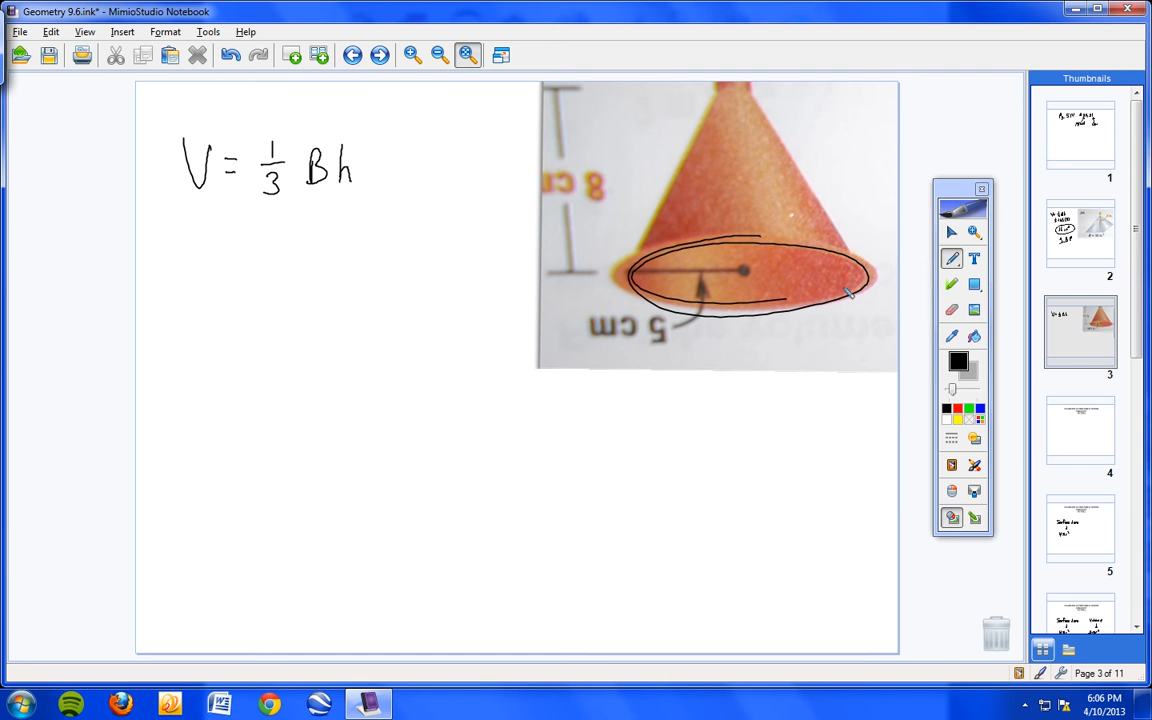 Geometry 9.6.ink* - MimioStudio Notebook
File Edit View Insert Format Tools Help
V = 1/3 Bh
8 cm
5 cm
Thumbnails
1
2
3
4
5
Page 3 of 11
6:06 PM
4/10/2013